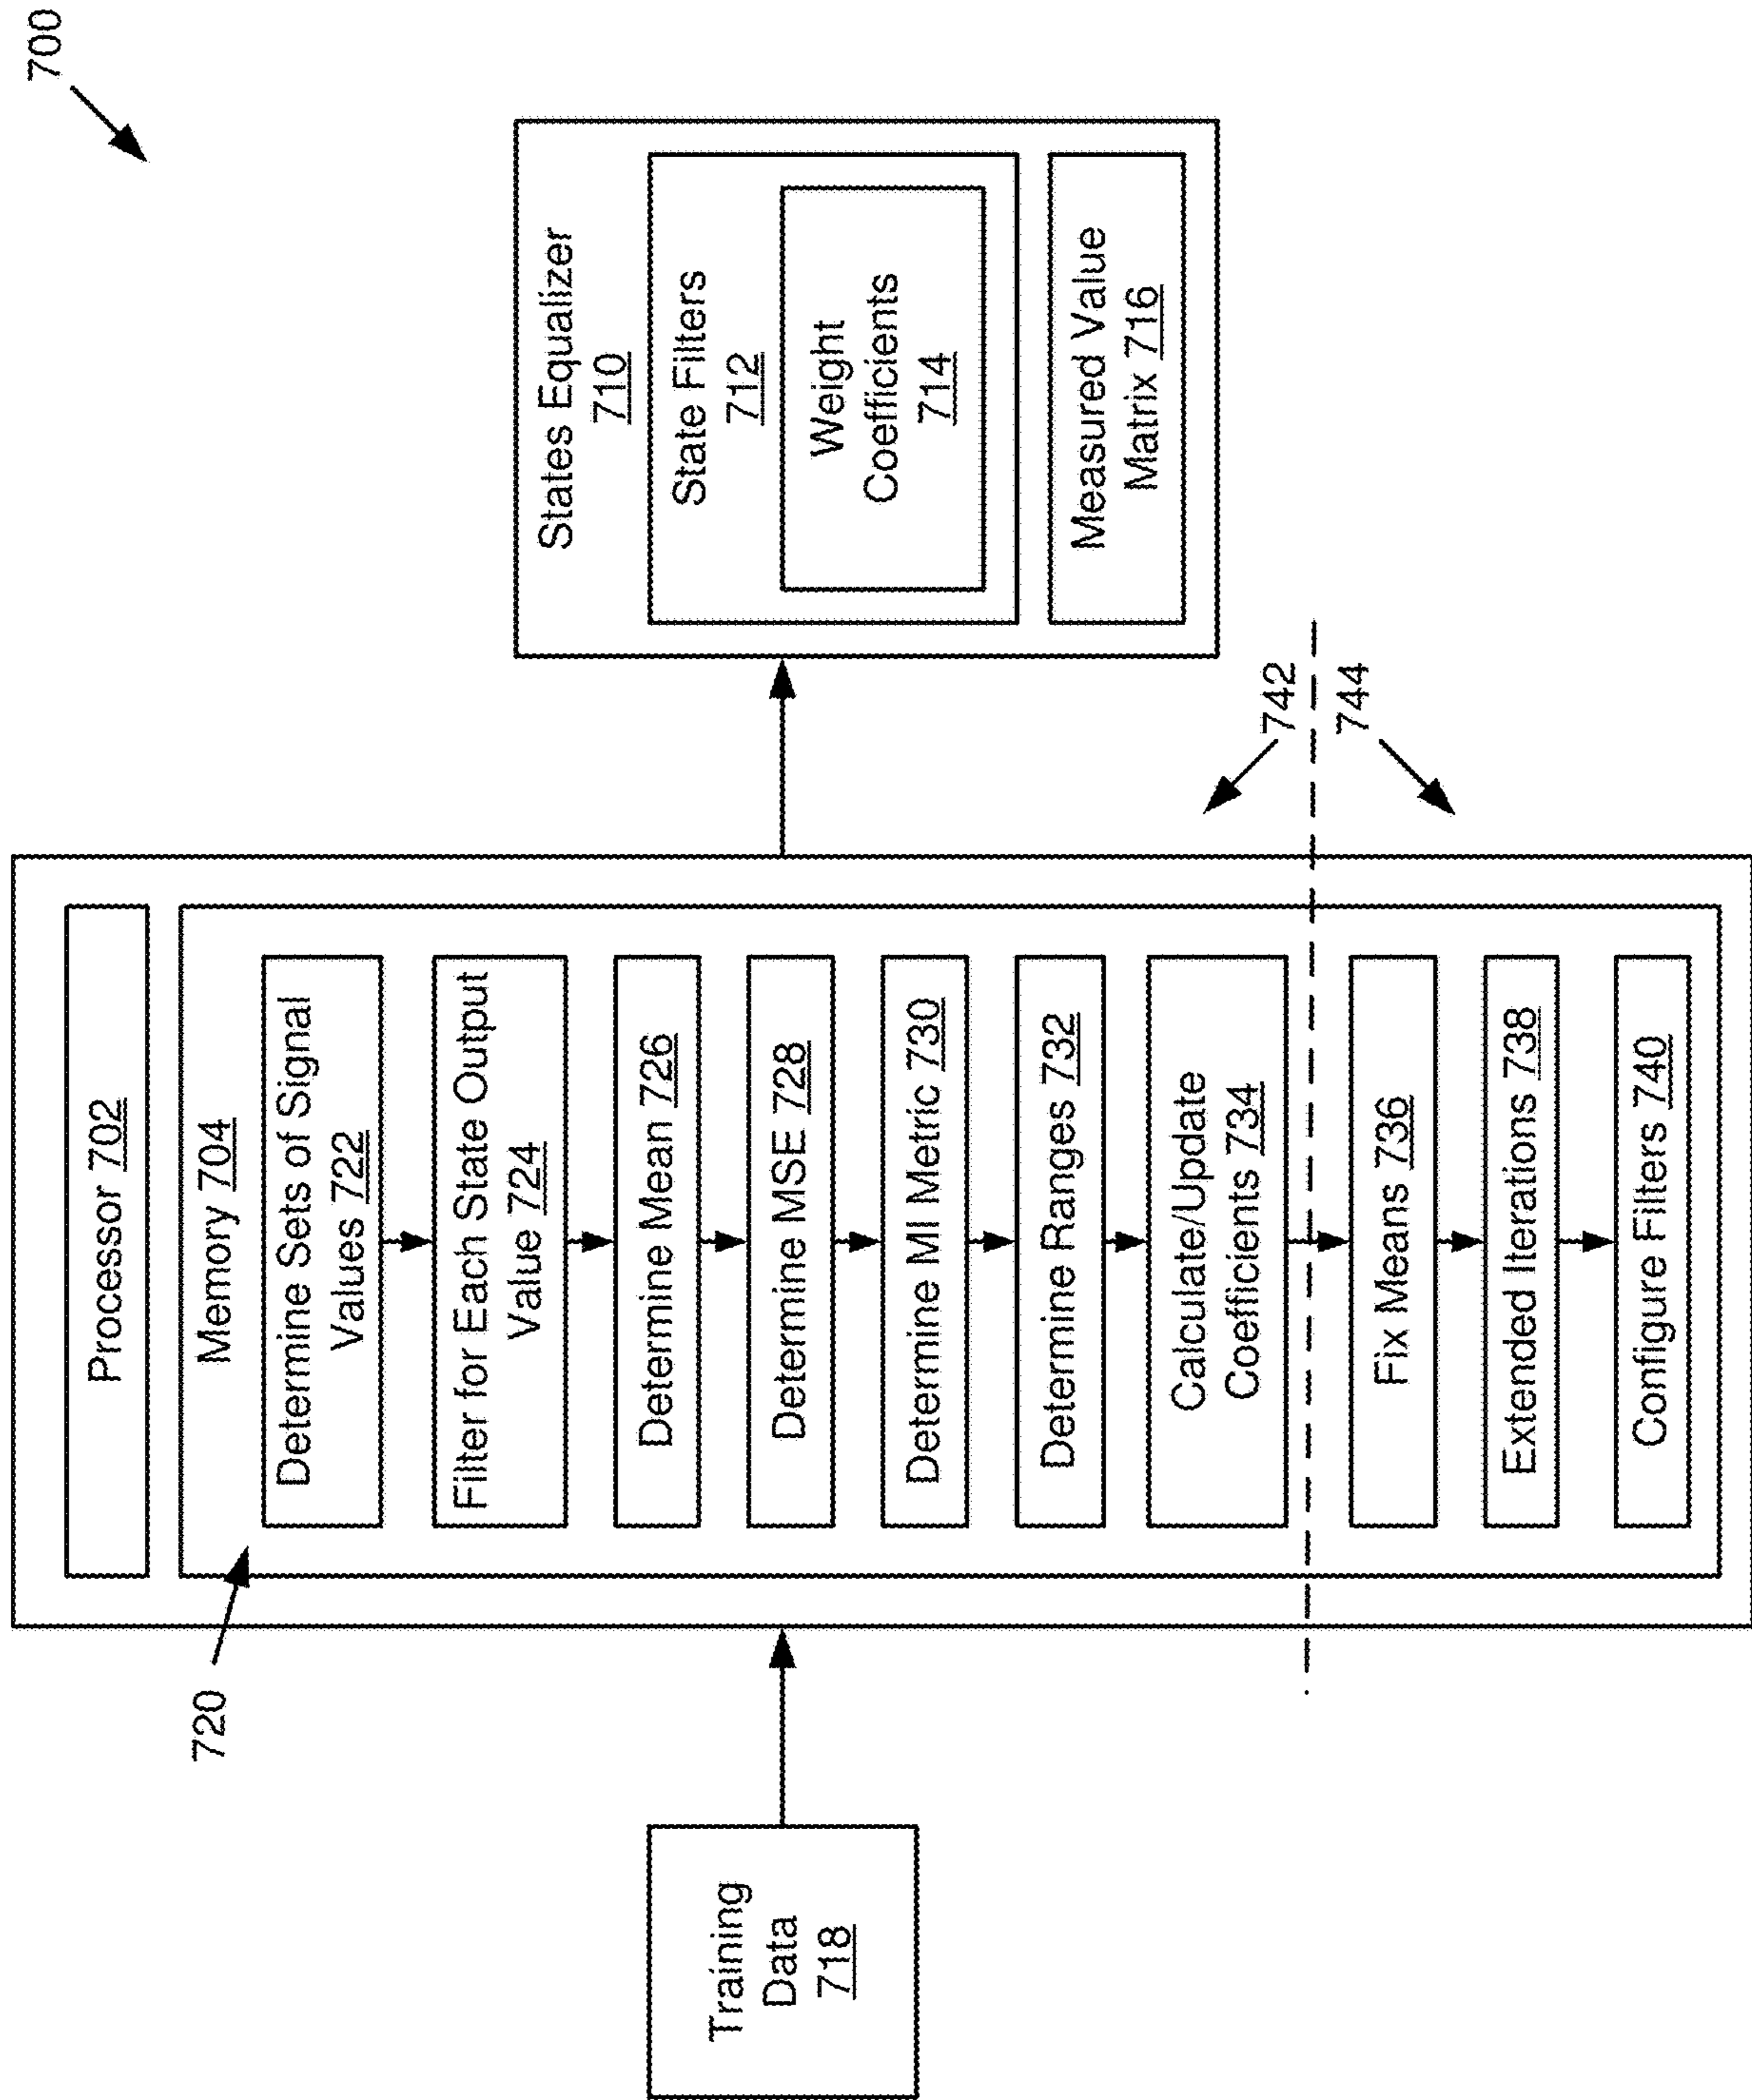 700
Processor 702
Memory 704
720
Determine Sets of Signal
Values 722
Filter for Each State Output
Value 724
Determine Mean 726
Determine MSE 728
Determine MI Metric 730
Determine Ranges 732
Calculate/Update
Coefficients 734
Fix Means 736
Extended Iterations 738
Configure Filters 740
Training
Data
718
States Equalizer
710
State Filters
712
Weight
Coefficients
714
Measured Value
Matrix 716
742
744